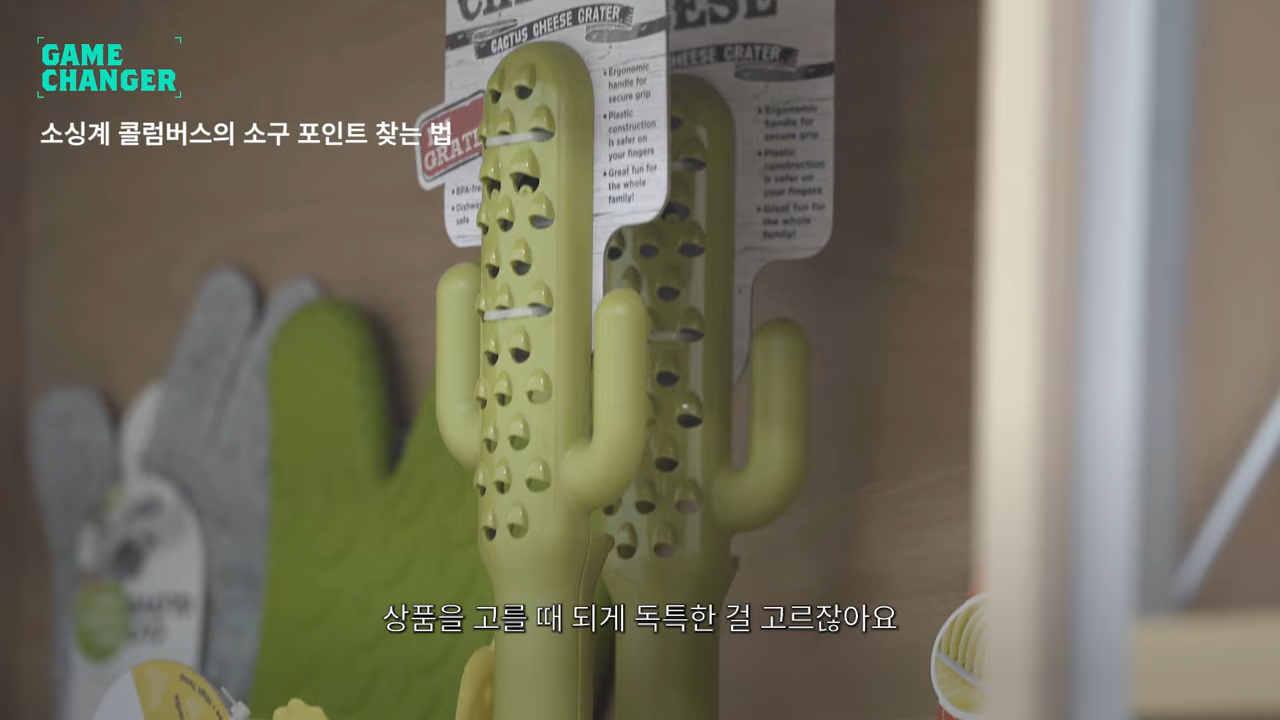 GAME
CHANGER
소싱계 콜럼버스의 소구 포인트 찾는 법
CACTUS CHEESE GRATER
• Ergonomic
handle for
secure grip
• Plastic
construction
is safer on
your fingers
• Great fun for
the whole
family!
CHEESE GRATER
• Ergonomic
handle for
secure grip
• Plastic
construction
is safer on
your fingers
• Great fun for
the whole
family!
safe
상품을 고를 때 되게 독특한 걸 고르잖아요